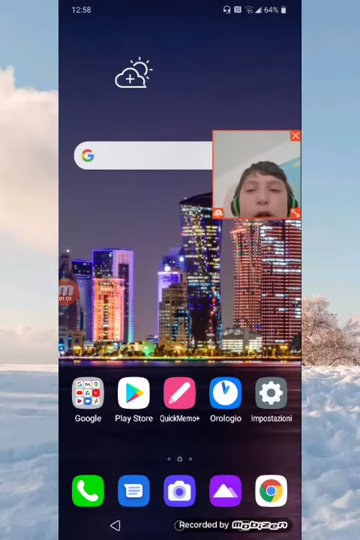 12:58
64%
Google
Play Store
QuickMemo+
Orologio
Impostazioni
Recorded by mobizen